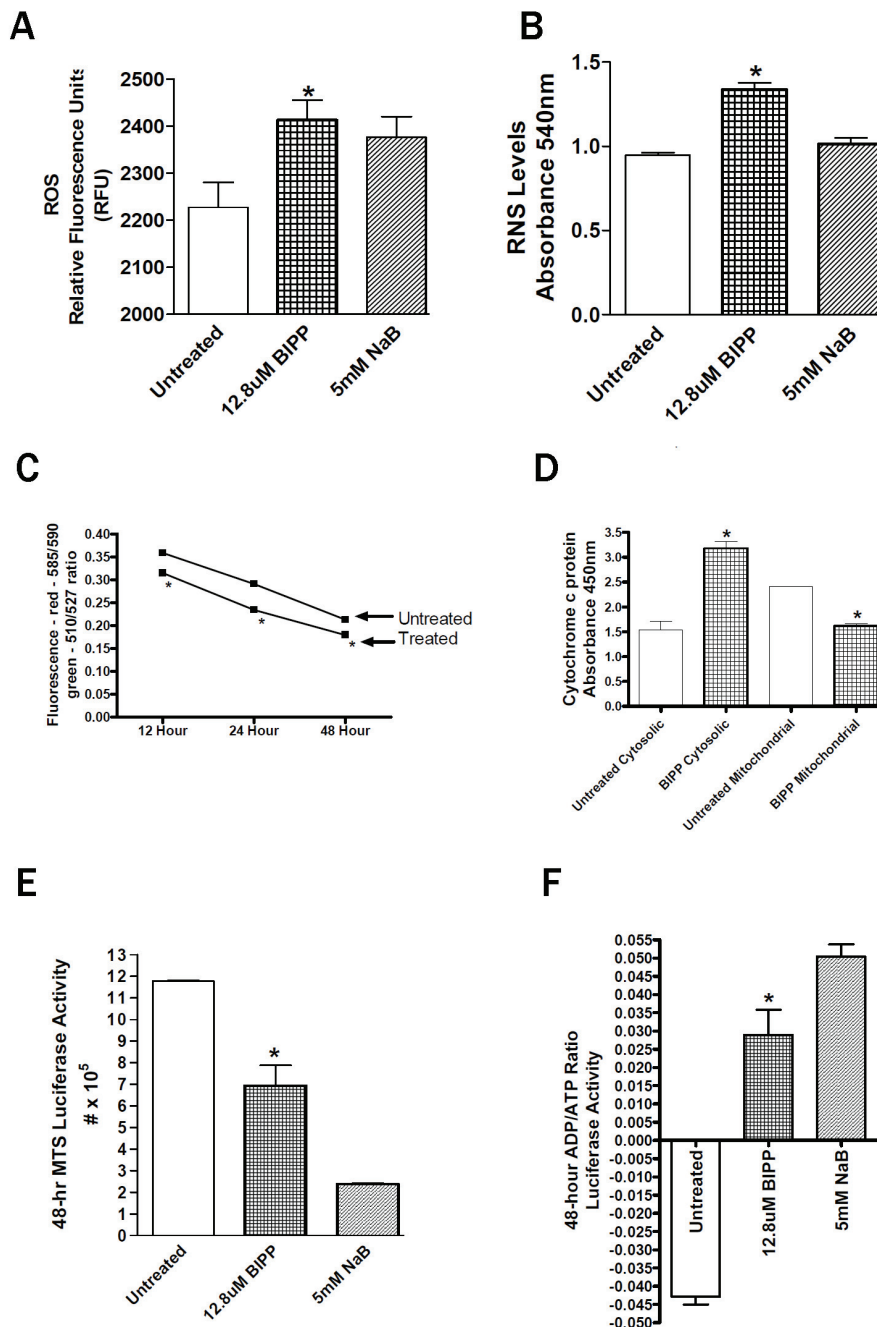 A
ROS
Relative Fluorescence Units
(RFU)
2500
2400
2300
2200
2100
2000
*
Untreated
12.8uM BIPP
5mM NaB
B
RNS Levels
Absorbance 540nm
1.5
1.0
0.5
0.0
*
Untreated
12.8uM BIPP
5mM NaB
C
Fluorescence - red - 585/590
green - 510/527 ratio
0.40
0.35
0.30
0.25
0.20
0.15
0.10
0.05
0.00
*
*
*
Untreated
Treated
12 Hour
24 Hour
48 Hour
D
Cytochrome c protein
Absorbance 450nm
3.5
3.0
2.5
2.0
1.5
1.0
0.5
0.0
*
*
Untreated Cytosolic
BIPP Cytosolic
Untreated Mitochondrial
BIPP Mitochondrial
E
48-hr MTS Luciferase Activity
# x 10⁵
13
12
11
10
9
8
7
6
5
4
3
2
1
0
*
Untreated
12.8uM BIPP
5mM NaB
F
48-hour ADP/ATP Ratio
Luciferase Activity
0.055
0.050
0.045
0.040
0.035
0.030
0.025
0.020
0.015
0.010
0.005
0.000
-0.005
-0.010
-0.015
-0.020
-0.025
-0.030
-0.035
-0.040
-0.045
-0.050
*
Untreated
12.8uM BIPP
5mM NaB